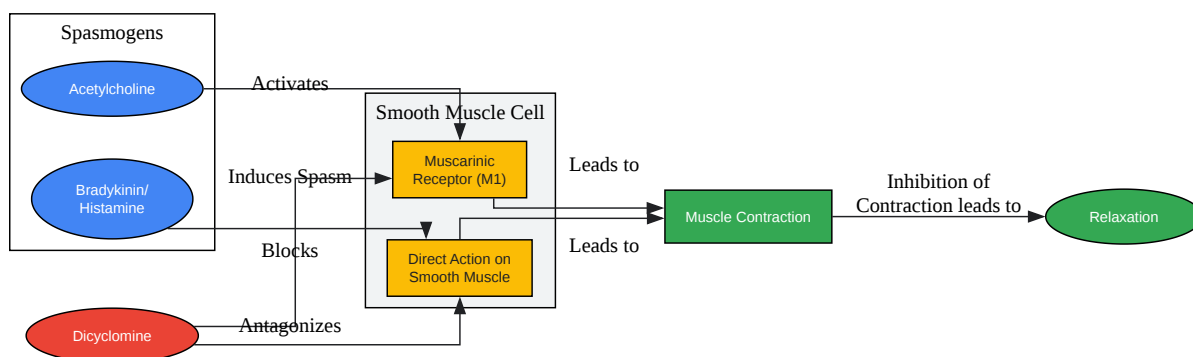 Spasmogens
Acetylcholine
Activates
Smooth Muscle Cell
Muscarinic
Receptor (M1)
Bradykinin/
Histamine
Induces Spasm
Blocks
Direct Action on
Smooth Muscle
Dicyclomine
Antagonizes
Leads to
Leads to
Muscle Contraction
Inhibition of
Contraction leads to
Relaxation